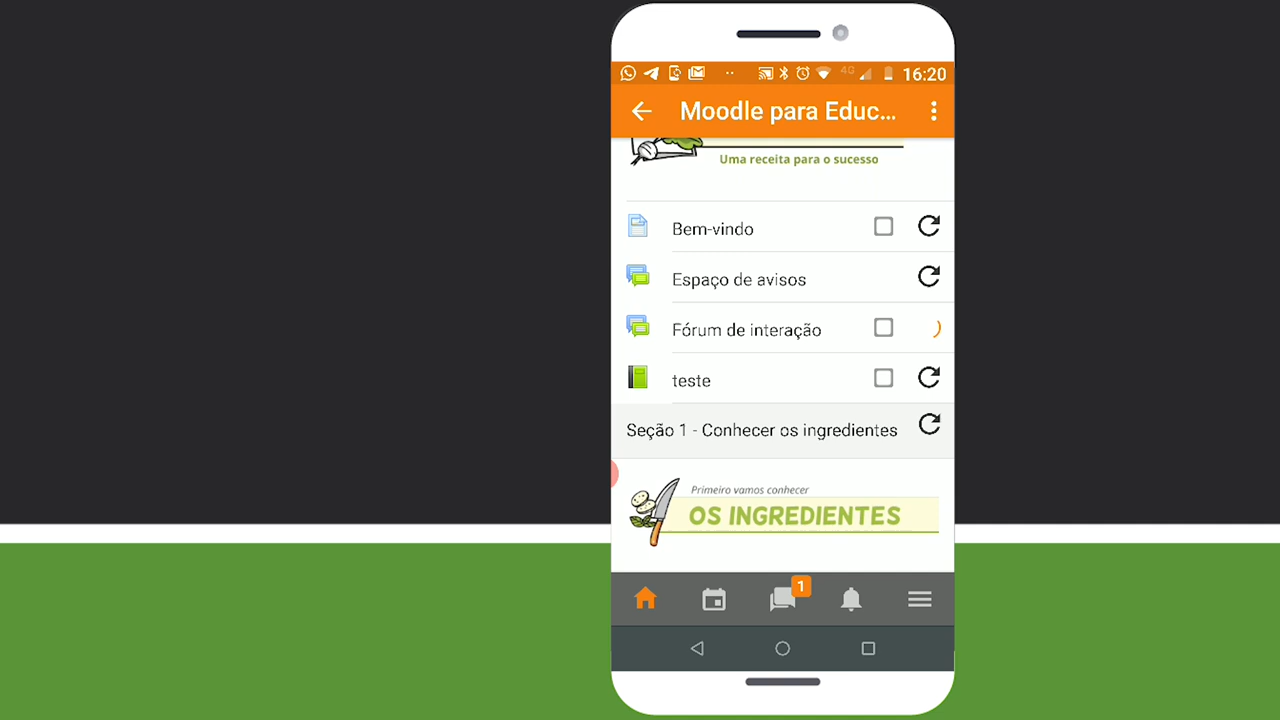 4G 16:20
Moodle para Educ...
Uma receita para o sucesso
Bem-vindo
Espaço de avisos
Fórum de interação
teste
Seção 1 - Conhecer os ingredientes
Primeiro vamos conhecer
OS INGREDIENTES
1